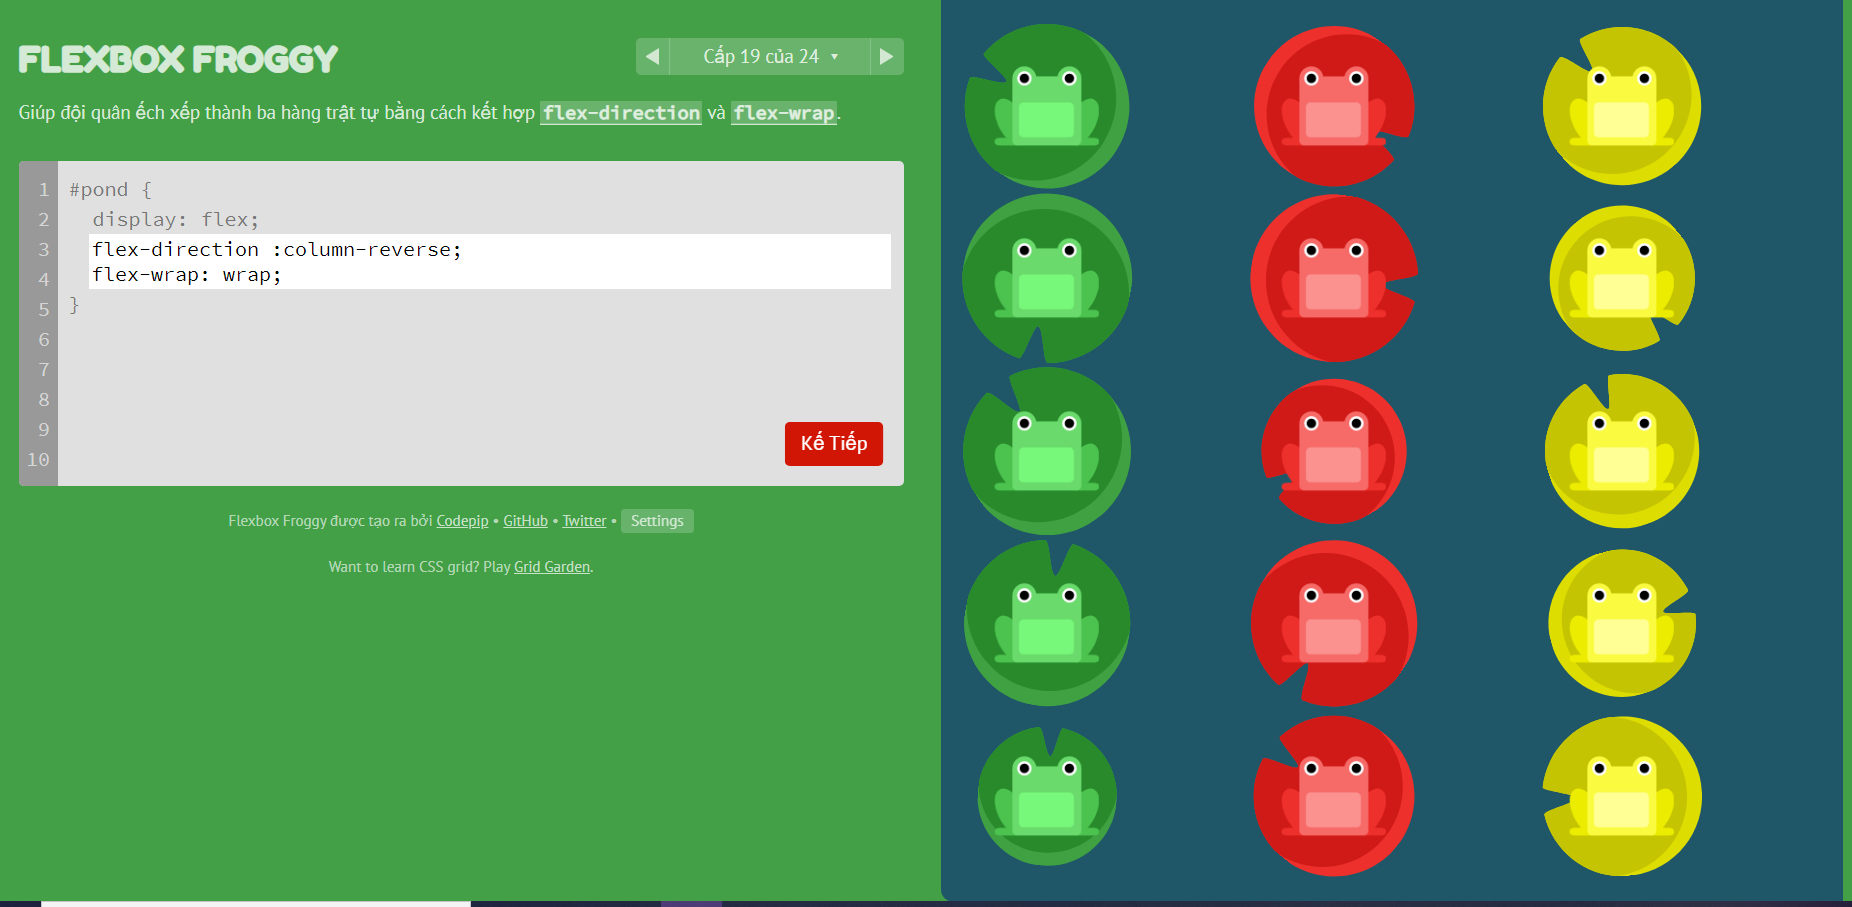 FLEXBOX FROGGY
◀ Cấp 19 của 24 ▾ ▶
Giúp đội quân ếch xếp thành ba hàng trật tự bằng cách kết hợp flex-direction và flex-wrap.
1 #pond {
2 display: flex;
3 flex-direction :column-reverse;
4 flex-wrap: wrap;
5 }
6
7
8
9
10
Kế Tiếp
Flexbox Froggy được tạo ra bởi Codepip • GitHub • Twitter • Settings
Want to learn CSS grid? Play Grid Garden.